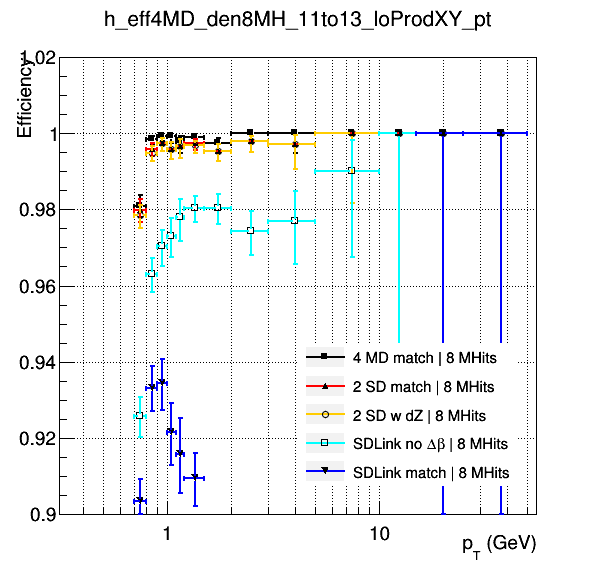 h_eff4MD_den8MH_11to13_loProdXY_pt
Efficiency
1.02
1
0.98
0.96
0.94
0.92
0.9
4 MD match | 8 MHits
2 SD match | 8 MHits
2 SD w dZ | 8 MHits
SDLink no Δβ | 8 MHits
SDLink match | 8 MHits
1
10
p_T (GeV)